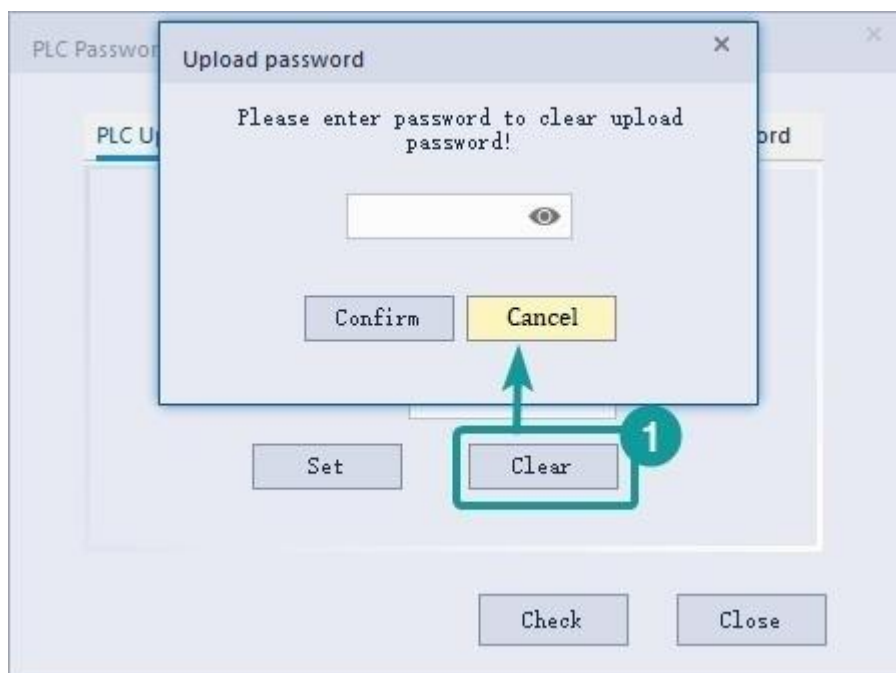 PLC Passwor
Upload password
Please enter password to clear upload
password!
PLC U
ord
Confirm
Cancel
1
Set
Clear
Check
Close